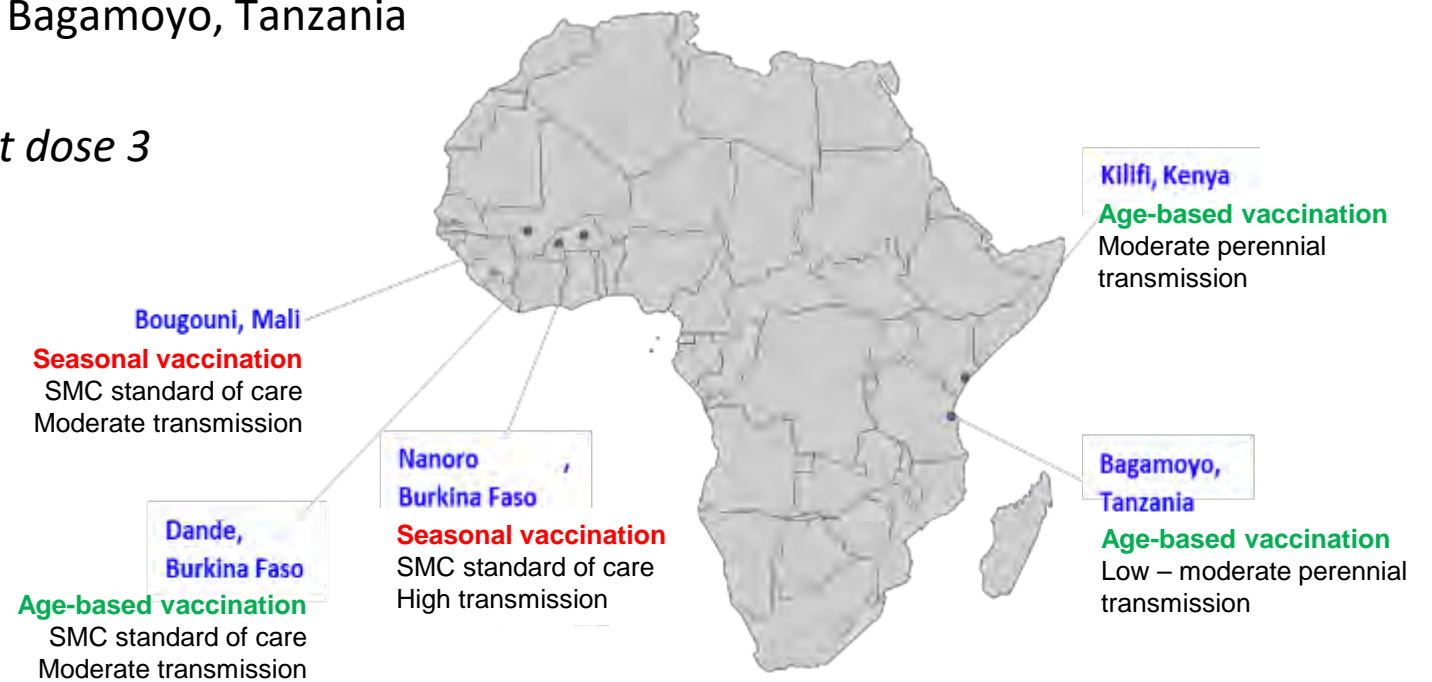 Bagamoyo, Tanzania
t dose 3
Kilifi, Kenya
Age-based vaccination
Moderate perennial
transmission
Bougouni, Mali
Seasonal vaccination
SMC standard of care
Moderate transmission
Nanoro ,
Burkina Faso
Seasonal vaccination
SMC standard of care
High transmission
Dande,
Burkina Faso
Age-based vaccination
SMC standard of care
Moderate transmission
Bagamoyo,
Tanzania
Age-based vaccination
Low – moderate perennial
transmission